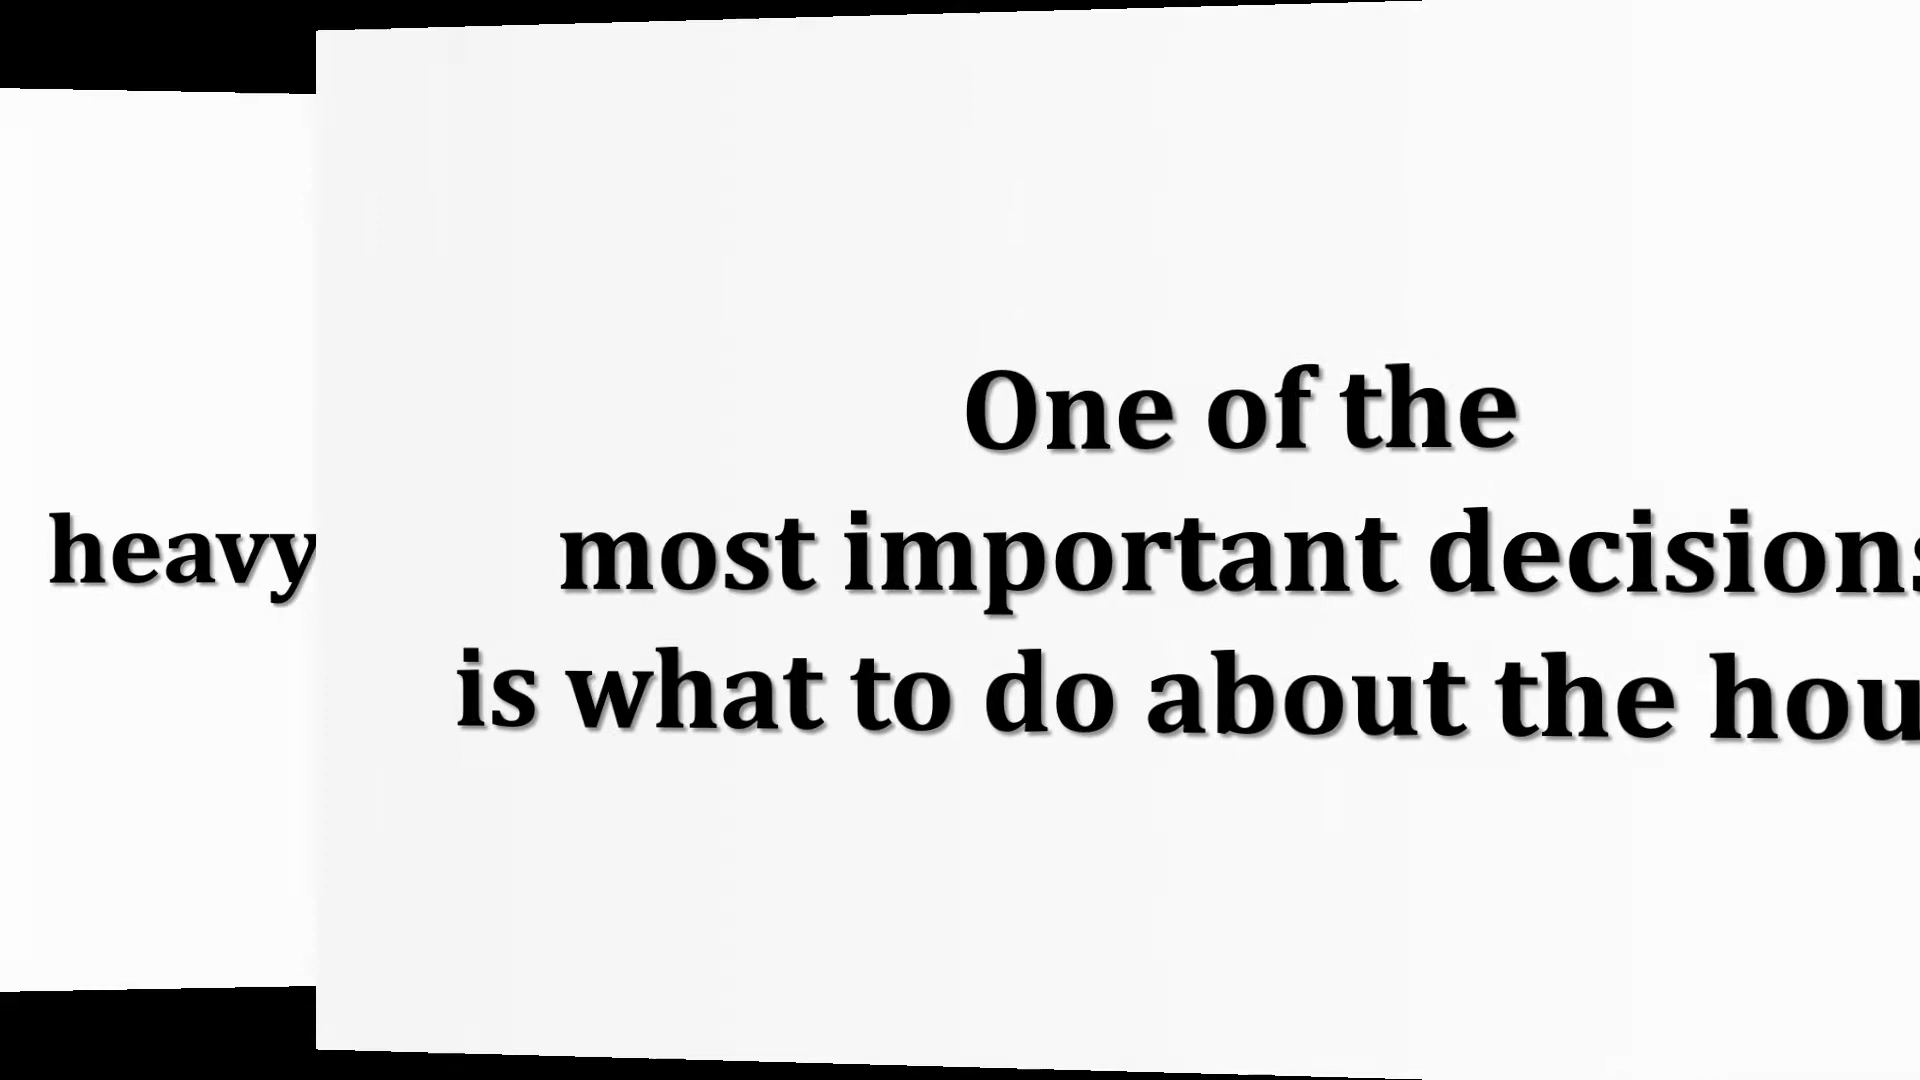 heavy
One of the
most important decisions
is what to do about the hou